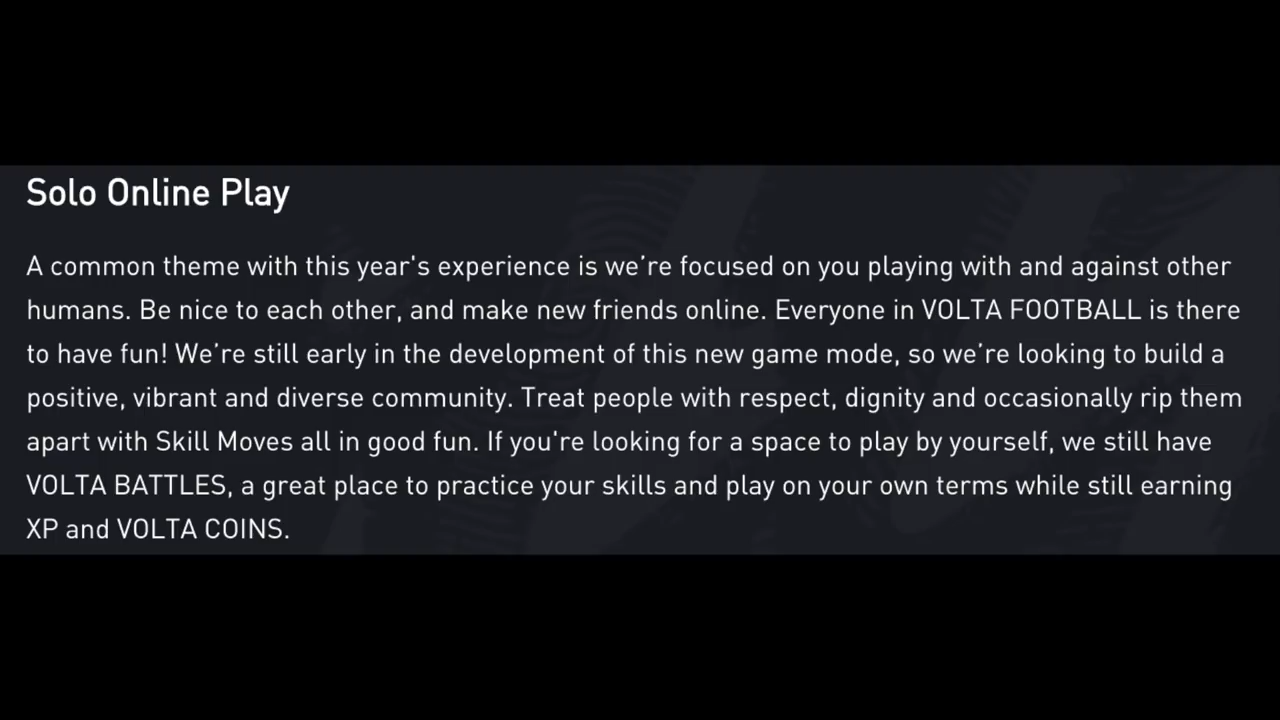 Solo Online Play
A common theme with this year's experience is we’re focused on you playing with and against other
humans. Be nice to each other, and make new friends online. Everyone in VOLTA FOOTBALL is there
to have fun! We’re still early in the development of this new game mode, so we’re looking to build a
positive, vibrant and diverse community. Treat people with respect, dignity and occasionally rip them
apart with Skill Moves all in good fun. If you're looking for a space to play by yourself, we still have
VOLTA BATTLES, a great place to practice your skills and play on your own terms while still earning
XP and VOLTA COINS.